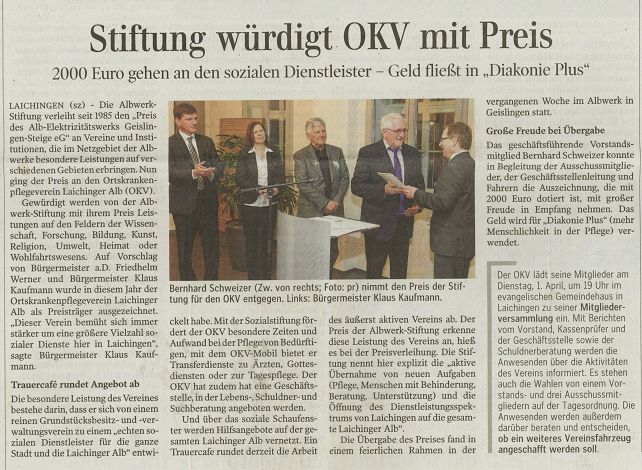 Stiftung würdigt OKV mit Preis
2000 Euro gehen an den sozialen Dienstleister – Geld fließt in „Diakonie Plus“
LAICHINGEN (sz) - Die Albwerk-
Stiftung verleiht seit 1985 den „Preis
des Alb-Elektrizitätswerks Geislin-
gen-Steige eG“ an Vereine und Insti-
tutionen, die im Netzgebiet der Alb-
werke besondere Leistungen auf ver-
schiedenen Gebieten erbringen. Nun
ging der Preis an den Ortskranken-
pflegeverein Laichinger Alb (OKV).
Gewürdigt werden von der Alb-
werk-Stiftung mit ihrem Preis Leis-
tungen auf den Feldern der Wissen-
schaft, Forschung, Bildung, Kunst,
Religion, Umwelt, Heimat oder
Wohlfahrtswesens. Auf Vorschlag
von Bürgermeister a.D. Friedhelm
Werner und Bürgermeister Klaus
Kaufmann wurde in diesem Jahr der
Ortskrankenpflegeverein Laichinger
Alb als Preisträger ausgezeichnet.
„Dieser Verein bemüht sich immer
stärker um eine größere Vielzahl so-
zialer Dienste hier in Laichingen“,
sagte Bürgermeister Klaus Kauf-
mann.
Trauercafé rundet Angebot ab
Die besondere Leistung des Vereines
bestehe darin, dass er sich von einem
reinen Grundstücksbesitz- und -ver-
waltungsverein zu einem „echten so-
zialen Dienstleister für die ganze
Stadt und die Laichinger Alb“ entwi-
Bernhard Schweizer (Zw. von rechts; Foto: pr) nimmt den Preis der Stif-
tung für den OKV entgegen. Links: Bürgermeister Klaus Kaufmann.
ckelt habe. Mit der Sozialstiftung för-
dert der OKV besondere Zeiten und
Aufwand bei der Pflege von Bedürfti-
gen, mit dem OKV-Mobil bietet er
Transferdienste zu Ärzten, Gottes-
diensten oder zur Tagespflege. Der
OKV hat zudem hat eine Geschäfts-
stelle, in der Lebens-, Schuldner- und
Suchtberatung angeboten werden.
Und über das soziale Schaufens-
ter werden Hilfsangebote auf der ge-
samten Laichinger Alb vernetzt. Ein
Trauercafe rundet derzeit die Arbeit
des äußerst aktiven Vereins ab. Der
Preis der Albwerk-Stiftung erkenne
diese Leistung des Vereins an, hieß
es bei der Preisverleihung. Die Stif-
tung nennt hier explizit die „aktive
Übernahme von neuen Aufgaben
(Pflege, Menschen mit Behinderung,
Beratung, Unterstützung) und die
Öffnung des Dienstleistungsspek-
trums von Laichingen auf die gesam-
te Laichinger Alb“.
Die Übergabe des Preises fand in
einem feierlichen Rahmen in der
vergangenen Woche im Albwerk in
Geislingen statt.
Große Freude bei Übergabe
Das geschäftsführende Vorstands-
mitglied Bernhard Schweizer konnte
in Begleitung der Ausschussmitglie-
der, der Geschäftsstellenleitung und
Fahrern die Auszeichnung, die mit
2000 Euro dotiert ist, mit großer
Freude in Empfang nehmen. Das
Geld wird für „Diakonie Plus“ (mehr
Menschlichkeit in der Pflege) ver-
wendet.
Der OKV lädt seine Mitglieder am
Dienstag, 1. April, um 19 Uhr im
evangelischen Gemeindehaus in
Laichingen zu seiner Mitglieder-
versammlung ein. Mit Berichten
vom Vorstand, Kassenprüfer und
der Geschäftsstelle sowie der
Schuldnerberatung werden die
Anwesenden über die Aktivitäten
des Vereins informiert. Es stehen
auch die Wahlen von einem Vor-
stands- und drei Ausschussmit-
gliedern auf der Tagesordnung. Die
Anwesenden werden außerdem
darüber beraten und entscheiden,
ob ein weiteres Vereinsfahrzeug
angeschafft werden soll.